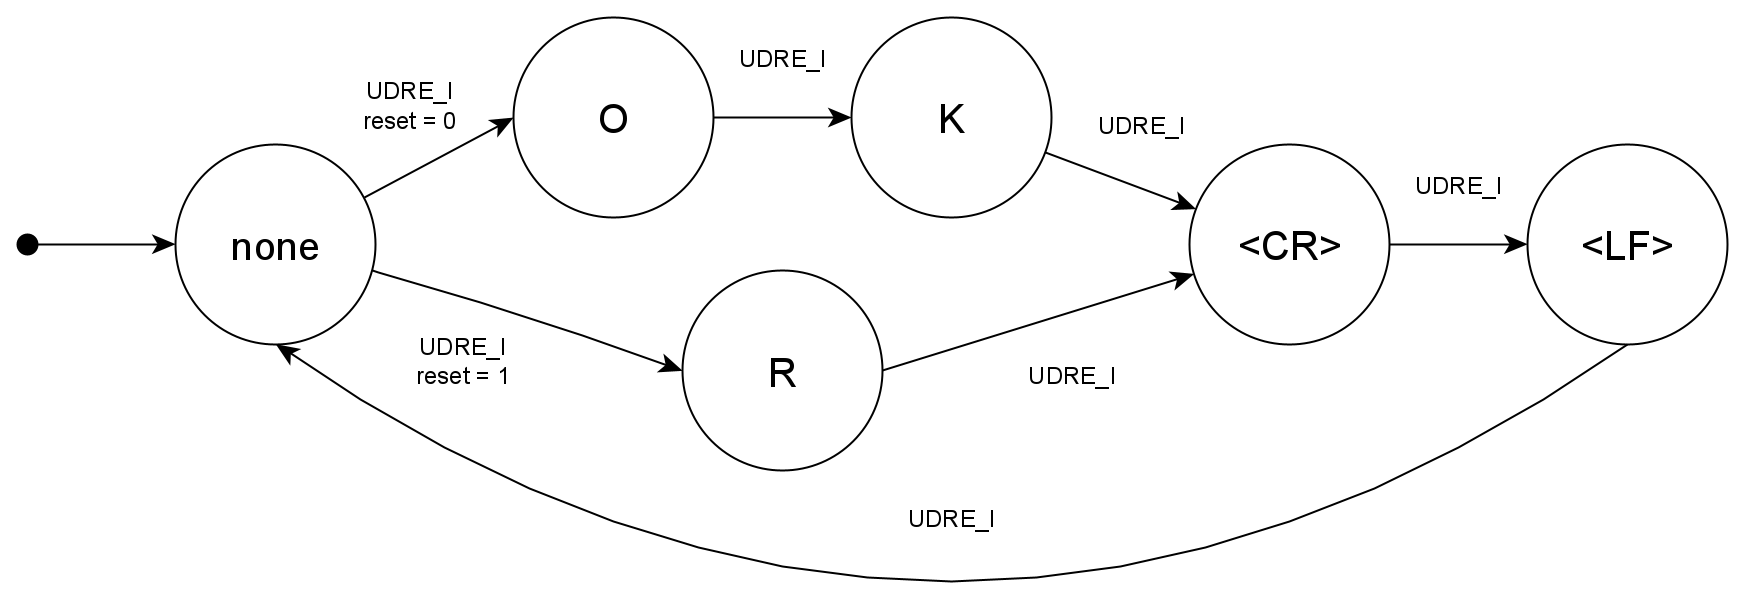 UDRE_I
reset = 0
O
UDRE_I
K
UDRE_I
none
<CR>
UDRE_I
<LF>
UDRE_I
reset = 1
R
UDRE_I
UDRE_I